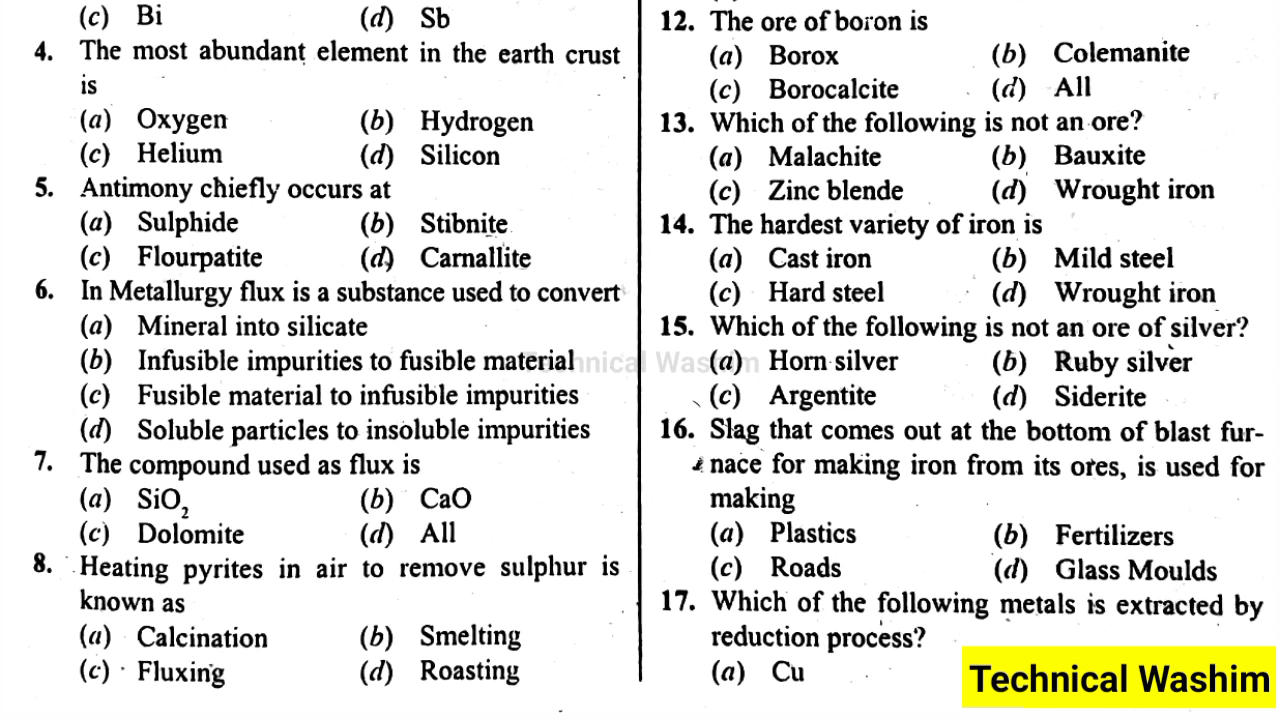 (c) Bi (d) Sb
4. The most abundant element in the earth crust
is
(a) Oxygen (b) Hydrogen
(c) Helium (d) Silicon
5. Antimony chiefly occurs at
(a) Sulphide (b) Stibnite
(c) Flourpatite (d) Carnallite
6. In Metallurgy flux is a substance used to convert
(a) Mineral into silicate
(b) Infusible impurities to fusible material
(c) Fusible material to infusible impurities
(d) Soluble particles to insoluble impurities
7. The compound used as flux is
(a) SiO₂ (b) CaO
(c) Dolomite (d) All
8. Heating pyrites in air to remove sulphur is
known as
(a) Calcination (b) Smelting
(c) Fluxing (d) Roasting
12. The ore of boron is
(a) Borox (b) Colemanite
(c) Borocalcite (d) All
13. Which of the following is not an ore?
(a) Malachite (b) Bauxite
(c) Zinc blende (d) Wrought iron
14. The hardest variety of iron is
(a) Cast iron (b) Mild steel
(c) Hard steel (d) Wrought iron
15. Which of the following is not an ore of silver?
(a) Horn silver (b) Ruby silver
(c) Argentite (d) Siderite
16. Slag that comes out at the bottom of blast fur-
nace for making iron from its ores, is used for
making
(a) Plastics (b) Fertilizers
(c) Roads (d) Glass Moulds
17. Which of the following metals is extracted by
reduction process?
(a) Cu
Technical Washim
Technical Washim